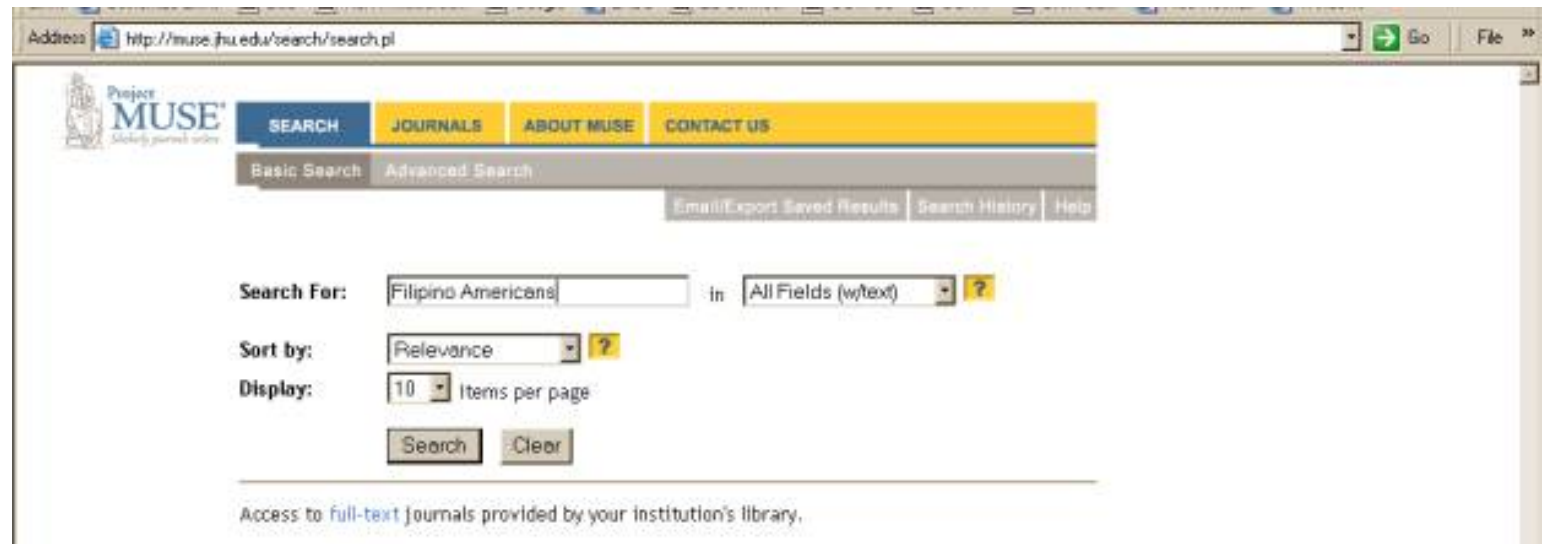 Address http://muse.jhu.edu/search/search.pl Go File »
Project
MUSE®
Scholarly journals online
SEARCH JOURNALS ABOUT MUSE CONTACT US
Basic Search Advanced Search
Email/Export Saved Results Search History Help
Search For: Filipino Americans in All Fields (w/text) ?
Sort by: Relevance ?
Display: 10 items per page
Search Clear
Access to full-text journals provided by your institution's library.